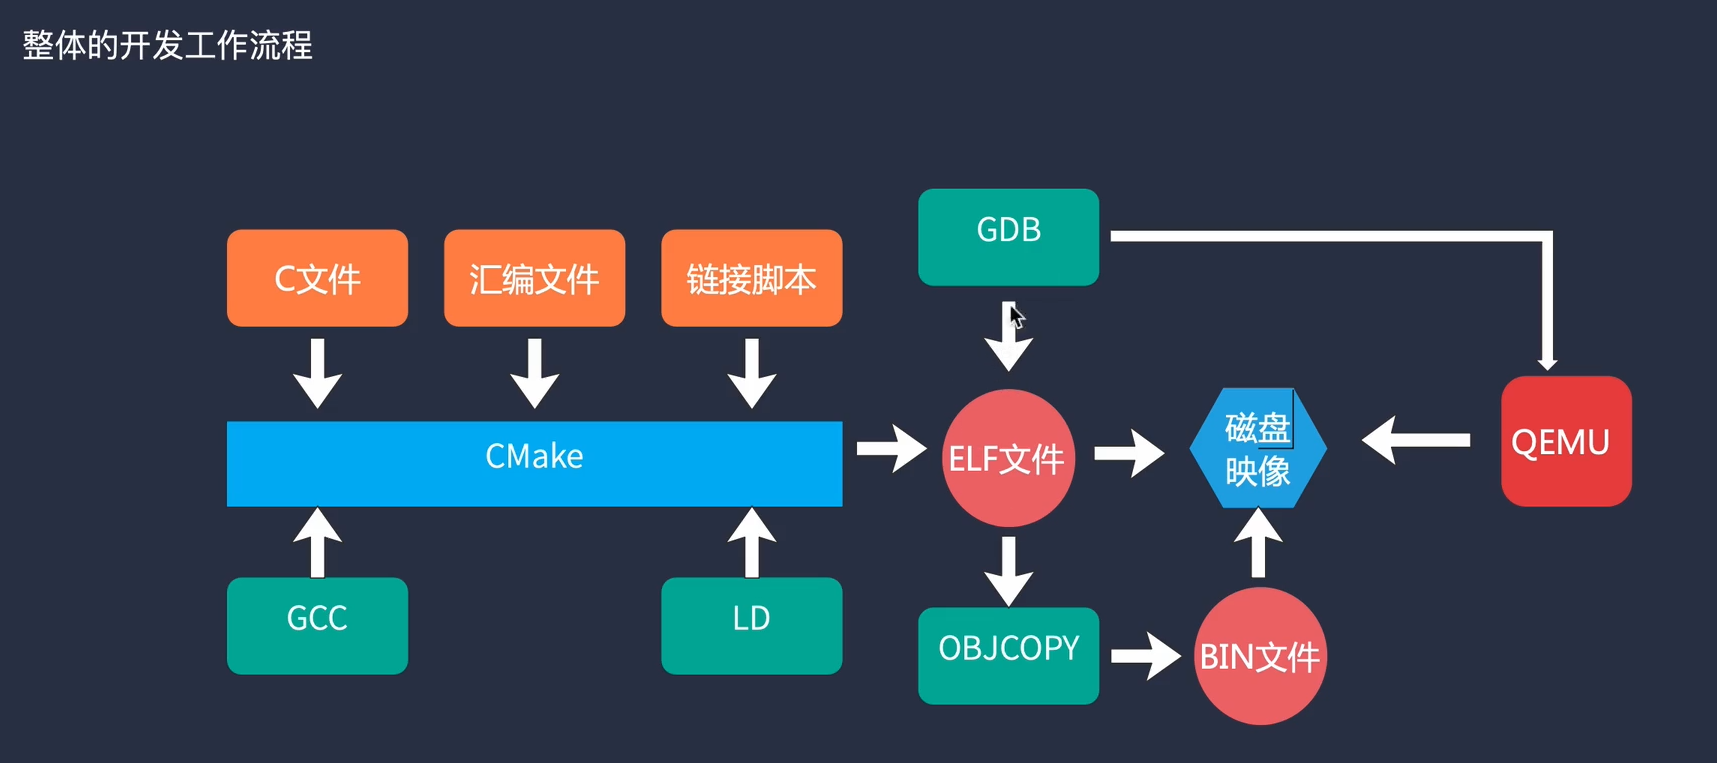 整体的开发工作流程
GDB
C文件
汇编文件
链接脚本
CMake
ELF文件
磁盘
映像
QEMU
GCC
LD
OBJCOPY
BIN文件